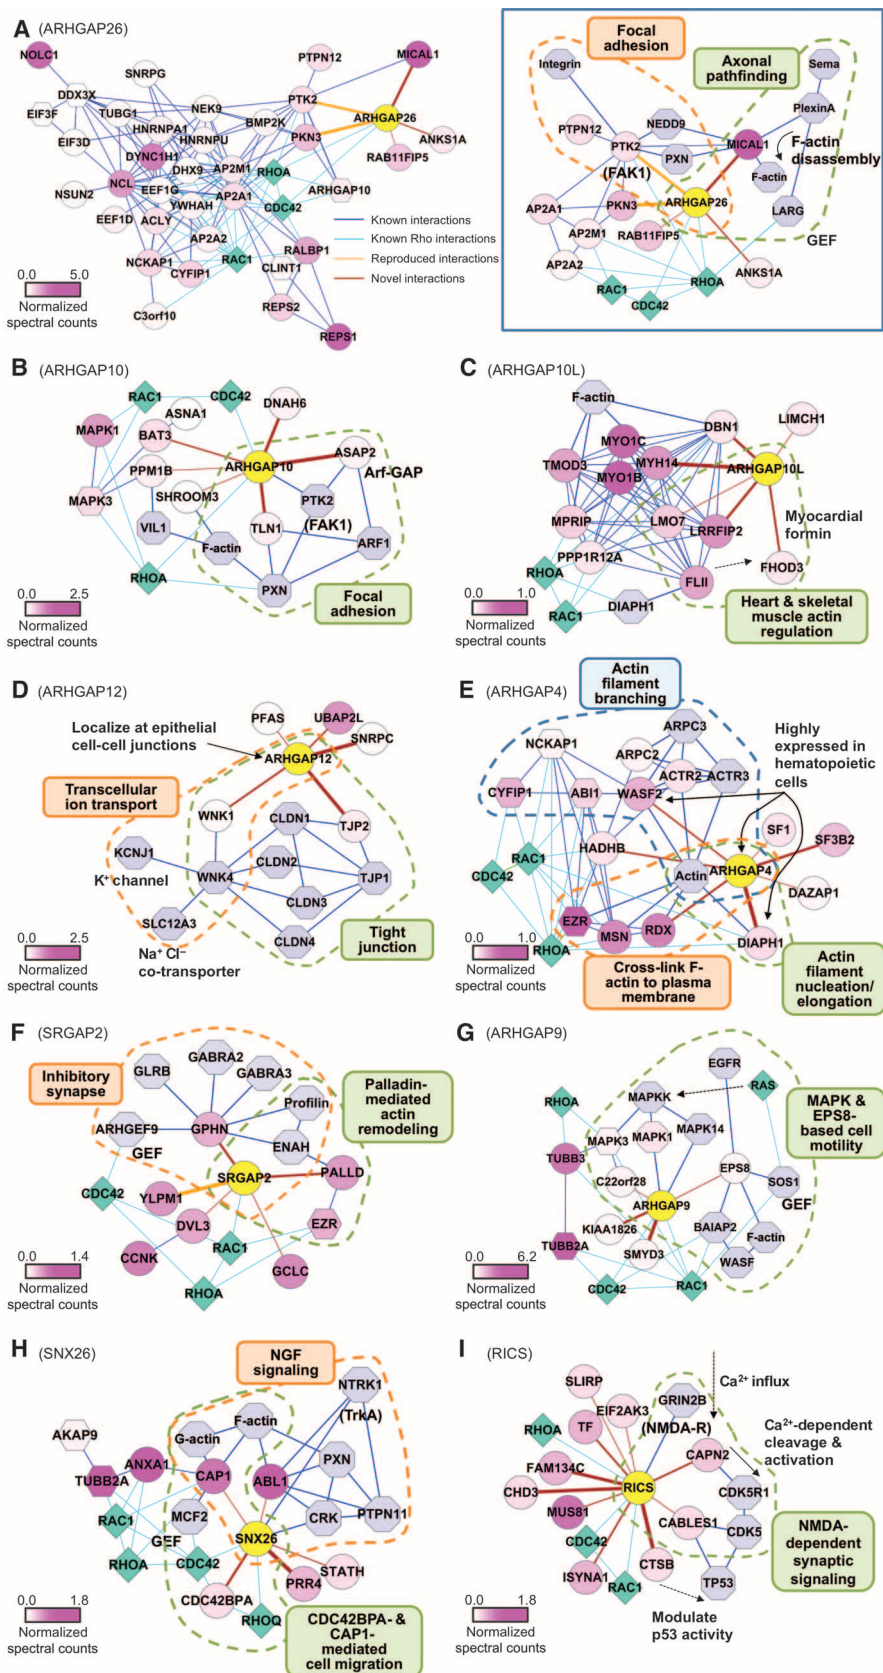 A (ARHGAP26)
NOLC1
SNRPG
PTPN12
MICAL1
DDX3X
EIF3F
TUBG1
NEK9
PTK2
BMP2K
ARHGAP26
EIF3D
HNRNPA1
HNRNPU
PKN3
ANKS1A
DYNC1H1
RAB11FIP5
DHX9
AP2M1
RHOA
NCL
EEF1G
NSUN2
YWHAH
AP2A1
ARHGAP10
CDC42
EEF1D
ACLY
AP2A2
NCKAP1
CYFIP1
RAC1
RALBP1
CLINT1
C3orf10
REPS2
REPS1
Known interactions
Known Rho interactions
Reproduced interactions
Novel interactions
0.0 5.0
Normalized
spectral counts
Focal
adhesion
Axonal
pathfinding
Integrin
Sema
PlexinA
PTPN12
NEDD9
PTK2
(FAK1)
PXN
MICAL1
F-actin
disassembly
F-actin
PKN3
ARHGAP26
LARG
GEF
AP2A1
AP2M1
RAB11FIP5
AP2A2
ANKS1A
RAC1
RHOA
CDC42
B (ARHGAP10)
RAC1
CDC42
DNAH6
ASNA1
MAPK1
BAT3
ASAP2
Arf-GAP
ARHGAP10
PPM1B
MAPK3
SHROOM3
PTK2
(FAK1)
VIL1
TLN1
F-actin
ARF1
RHOA
PXN
Focal
adhesion
0.0 2.5
Normalized
spectral counts
C (ARHGAP10L)
F-actin
DBN1
LIMCH1
MYO1C
TMOD3
MYH14
ARHGAP10L
MYO1B
MPRIP
LMO7
LRRFIP2
Myocardial
formin
PPP1R12A
RHOA
FLII
FHOD3
RAC1
DIAPH1
Heart & skeletal
muscle actin
regulation
0.0 1.0
Normalized
spectral counts
D (ARHGAP12)
PFAS
UBAP2L
SNRPC
Localize at epithelial
cell-cell junctions
ARHGAP12
Transcellular
ion transport
WNK1
CLDN1
TJP2
KCNJ1
K⁺ channel
WNK4
CLDN2
TJP1
CLDN3
SLC12A3
CLDN4
Na⁺ Cl⁻
co-transporter
Tight
junction
0.0 2.5
Normalized
spectral counts
E (ARHGAP4)
Actin
filament
branching
NCKAP1
ARPC3
ARPC2
Highly
expressed in
hematopoietic
cells
ACTR2
ACTR3
CYFIP1
ABI1
WASF2
SF1
SF3B2
RAC1
HADHB
CDC42
Actin
ARHGAP4
DAZAP1
EZR
MSN
RDX
DIAPH1
RHOA
Cross-link F-
actin to plasma
membrane
Actin
filament
nucleation/
elongation
0.0 1.0
Normalized
spectral counts
F (SRGAP2)
Inhibitory
synapse
GLRB
GABRA2
GABRA3
Palladin-
mediated
actin
remodeling
Profilin
ARHGEF9
GEF
GPHN
ENAH
SRGAP2
PALLD
CDC42
YLPM1
DVL3
EZR
RAC1
CCNK
GCLC
RHOA
0.0 1.4
Normalized
spectral counts
G (ARHGAP9)
EGFR
RAS
RHOA
MAPKK
MAPK &
EPS8-
based cell
motility
MAPK3
MAPK1
MAPK14
TUBB3
EPS8
C22orf28
SOS1
GEF
ARHGAP9
KIAA1826
BAIAP2
F-actin
TUBB2A
SMYD3
WASF
CDC42
RAC1
0.0 6.2
Normalized
spectral counts
H (SNX26)
NGF
signaling
NTRK1
(TrkA)
F-actin
G-actin
AKAP9
ANXA1
PXN
TUBB2A
CAP1
ABL1
RAC1
MCF2
GEF
CRK
PTPN11
SNX26
RHOA
CDC42
STATH
PRR4
CDC42BPA
RHOQ
CDC42BPA- &
CAP1-
mediated
cell migration
0.0 1.8
Normalized
spectral counts
I (RICS)
SLIRP
Ca²⁺ influx
GRIN2B
EIF2AK3
(NMDA-R)
RHOA
TF
Ca²⁺-dependent
cleavage &
activation
CAPN2
FAM134C
RICS
CHD3
CDK5R1
MUS81
CABLES1
CDK5
CDC42
NMDA-
dependent
synaptic
signaling
CTSB
ISYNA1
RAC1
TP53
Modulate
p53 activity
0.0 1.8
Normalized
spectral counts